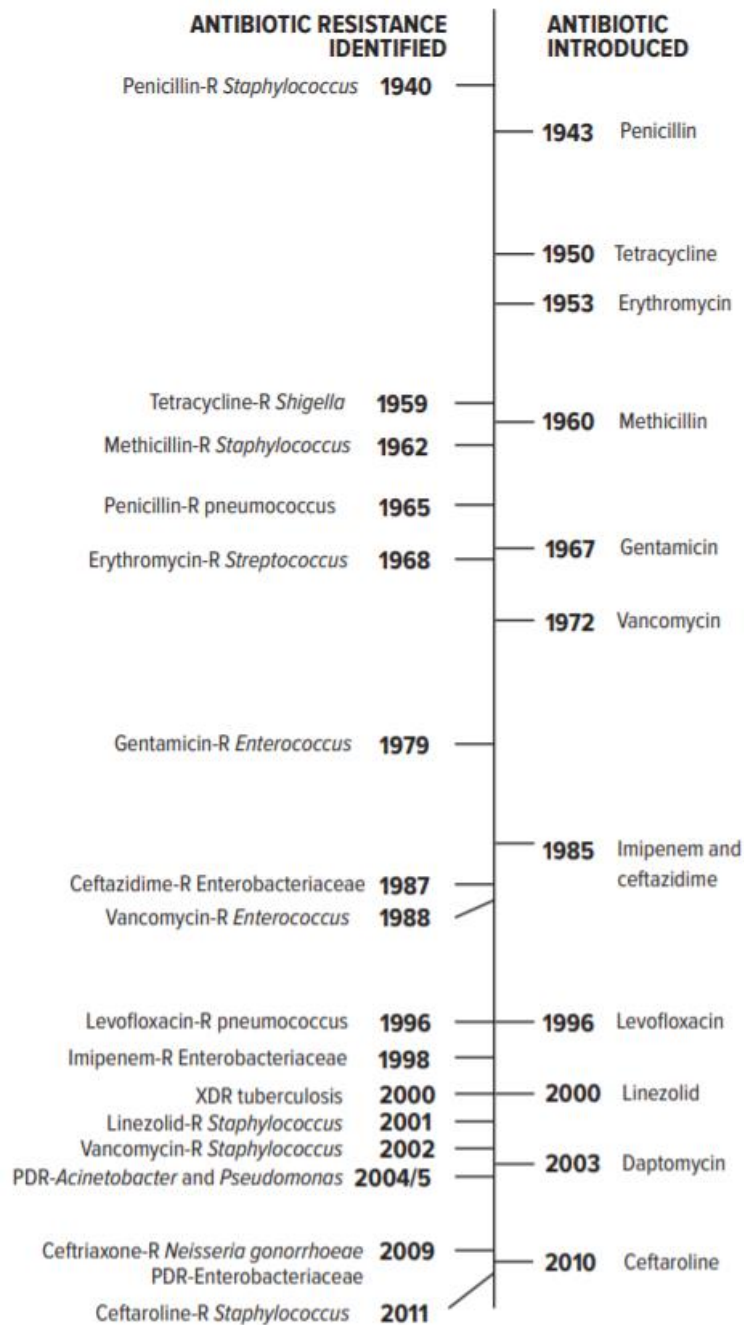 ANTIBIOTIC RESISTANCE
IDENTIFIED
ANTIBIOTIC
INTRODUCED
Penicillin-R Staphylococcus 1940
1943 Penicillin
1950 Tetracycline
1953 Erythromycin
Tetracycline-R Shigella 1959
1960 Methicillin
Methicillin-R Staphylococcus 1962
Penicillin-R pneumococcus 1965
1967 Gentamicin
Erythromycin-R Streptococcus 1968
1972 Vancomycin
Gentamicin-R Enterococcus 1979
1985 Imipenem and
ceftazidime
Ceftazidime-R Enterobacteriaceae 1987
Vancomycin-R Enterococcus 1988
Levofloxacin-R pneumococcus 1996
1996 Levofloxacin
Imipenem-R Enterobacteriaceae 1998
XDR tuberculosis 2000
2000 Linezolid
Linezolid-R Staphylococcus 2001
Vancomycin-R Staphylococcus 2002
2003 Daptomycin
PDR-Acinetobacter and Pseudomonas 2004/5
Ceftriaxone-R Neisseria gonorrhoeae 2009
PDR-Enterobacteriaceae
2010 Ceftaroline
Ceftaroline-R Staphylococcus 2011